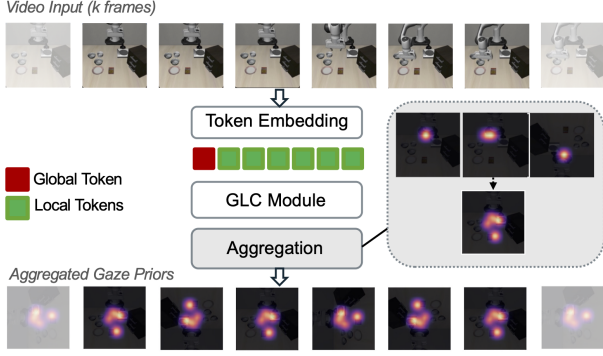 Video Input (k frames)
Token Embedding
Global Token
Local Tokens
GLC Module
Aggregation
Aggregated Gaze Priors